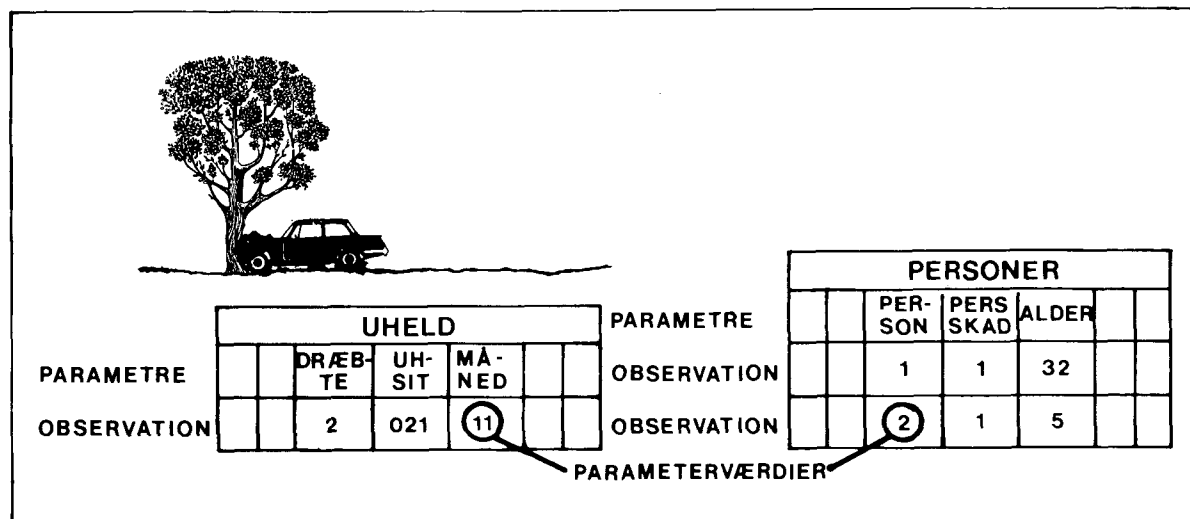 UHELD
PARAMETRE DRÆB- UH- MÅ-
TE SIT NED
OBSERVATION 2 021 11
PERSONER
PARAMETRE PER- PERS ALDER
SON SKAD
OBSERVATION 1 1 32
OBSERVATION 2 1 5
PARAMETERVÆRDIER